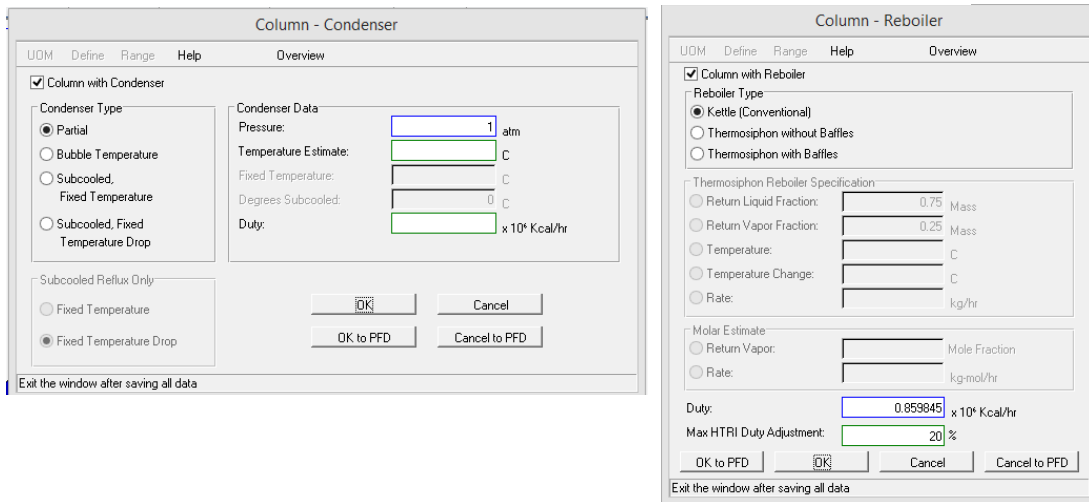 Column - Condenser
UOM Define Range Help Overview
Column with Condenser
Condenser Type
Partial
Bubble Temperature
Subcooled,
Fixed Temperature
Subcooled, Fixed
Temperature Drop
Condenser Data
Pressure: 1 atm
Temperature Estimate: C
Fixed Temperature: C
Degrees Subcooled: 0 C
Duty: x 10⁶ Kcal/hr
Subcooled Reflux Only
Fixed Temperature
Fixed Temperature Drop
OK Cancel
OK to PFD Cancel to PFD
Exit the window after saving all data
Column - Reboiler
UOM Define Range Help Overview
Column with Reboiler
Reboiler Type
Kettle (Conventional)
Thermosiphon without Baffles
Thermosiphon with Baffles
Thermosiphon Reboiler Specification
Return Liquid Fraction: 0.75 Mass
Return Vapor Fraction: 0.25 Mass
Temperature: C
Temperature Change: C
Rate: kg/hr
Molar Estimate
Return Vapor: Mole Fraction
Rate: kg-mol/hr
Duty: 0.859845 x 10⁶ Kcal/hr
Max HTRI Duty Adjustment: 20 %
OK to PFD OK Cancel Cancel to PFD
Exit the window after saving all data